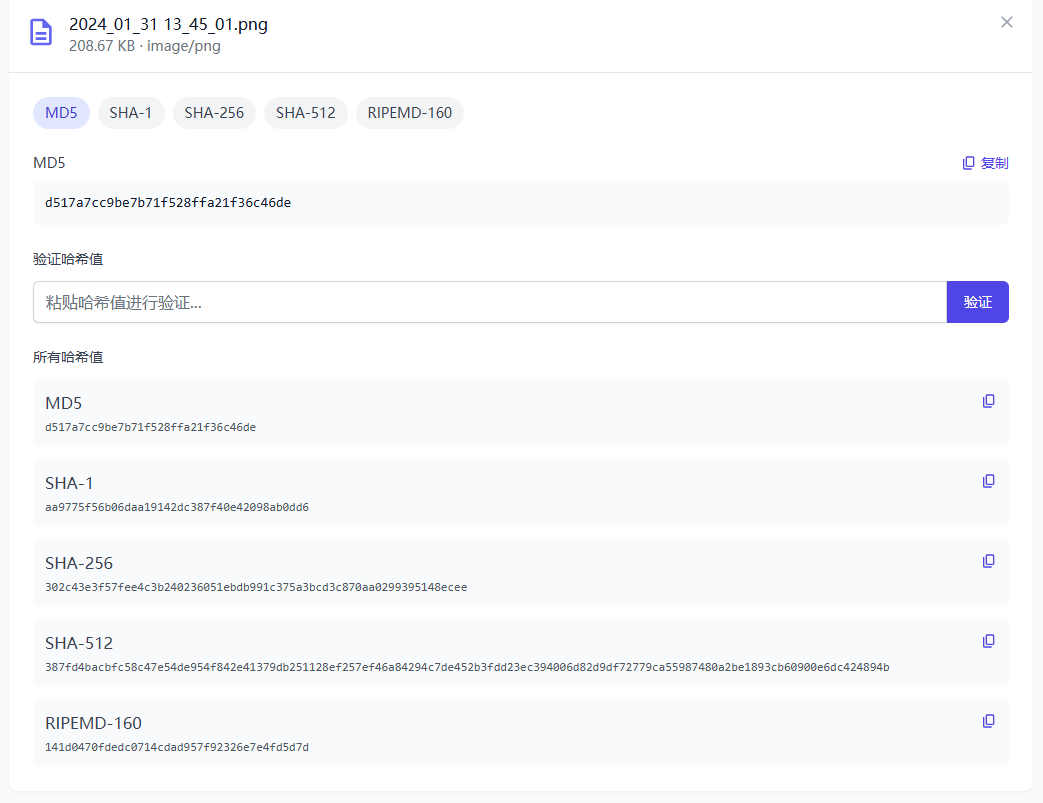 2024_01_31 13_45_01.png
208.67 KB · image/png
MD5 SHA-1 SHA-256 SHA-512 RIPEMD-160
MD5 复制
d517a7cc9be7b71f528ffa21f36c46de
验证哈希值
粘贴哈希值进行验证... 验证
所有哈希值
MD5
d517a7cc9be7b71f528ffa21f36c46de
SHA-1
aa9775f56b06daa19142dc387f40e42098ab0dd6
SHA-256
302c43e3f57fee4c3b240236051ebdb991c375a3bcd3c870aa0299395148ecee
SHA-512
387fd4bacbfc58c47e54de954f842e41379db251128ef257ef46a84294c7de452b3fdd23ec394006d82d9df72779ca55987480a2be1893cb60900e6dc424894b
RIPEMD-160
141d0470fdedc0714cdad957f92326e7e4fd5d7d